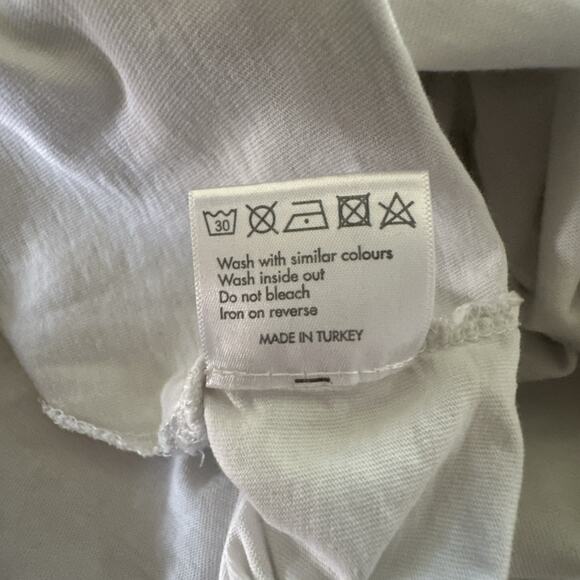 30
Wash with similar colours
Wash inside out
Do not bleach
Iron on reverse
MADE IN TURKEY